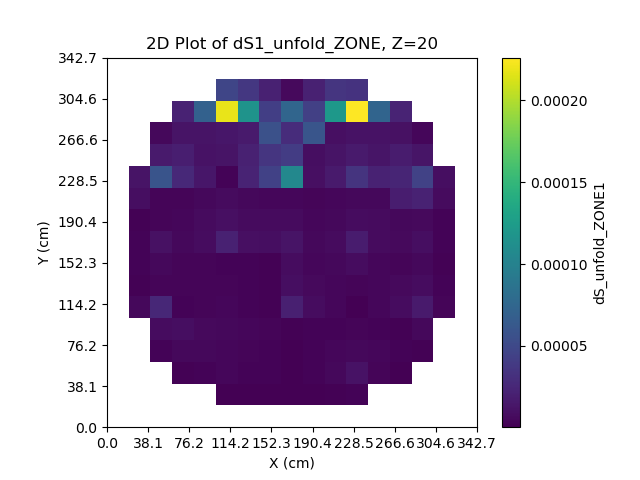 2D Plot of dS1_unfold_ZONE, Z=20
342.7
304.6
266.6
228.5
190.4
152.3
114.2
76.2
38.1
0.0
Y (cm)
0.0 38.1 76.2 114.2 152.3 190.4 228.5 266.6 304.6 342.7
X (cm)
0.00020
0.00015
0.00010
0.00005
dS_unfold_ZONE1